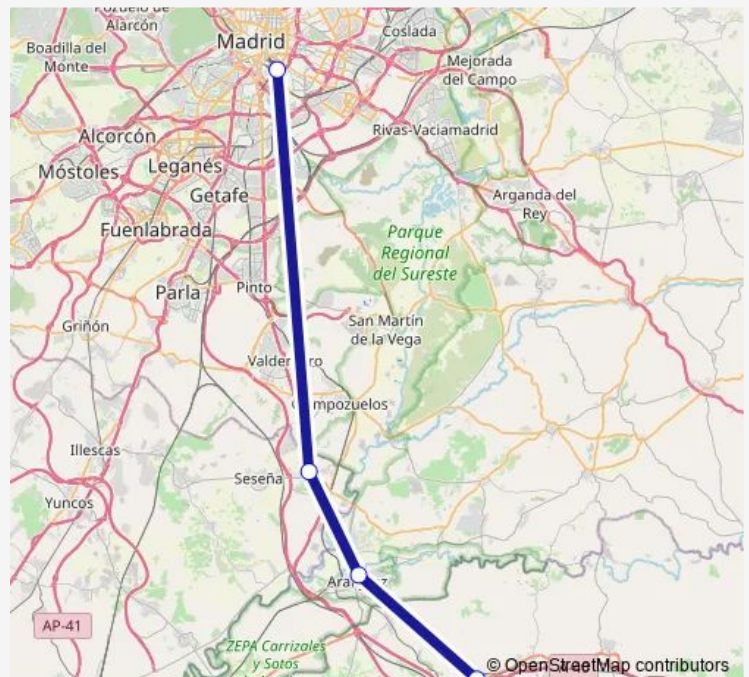 Pozuelo de
Alarcón
Madrid
Coslada
Boadilla del
Monte
Mejorada
del Campo
Alcorcón
Rivas-Vaciamadrid
Leganés
Móstoles
Getafe
Arganda del
Rey
Fuenlabrada
Parque
Regional
del Sureste
Parla
Pinto
Griñón
San Martín
de la Vega
Illescas
Seseña
Yuncos
AP-41
ZEPA Carrizales
y Sotos
© OpenStreetMap contributors